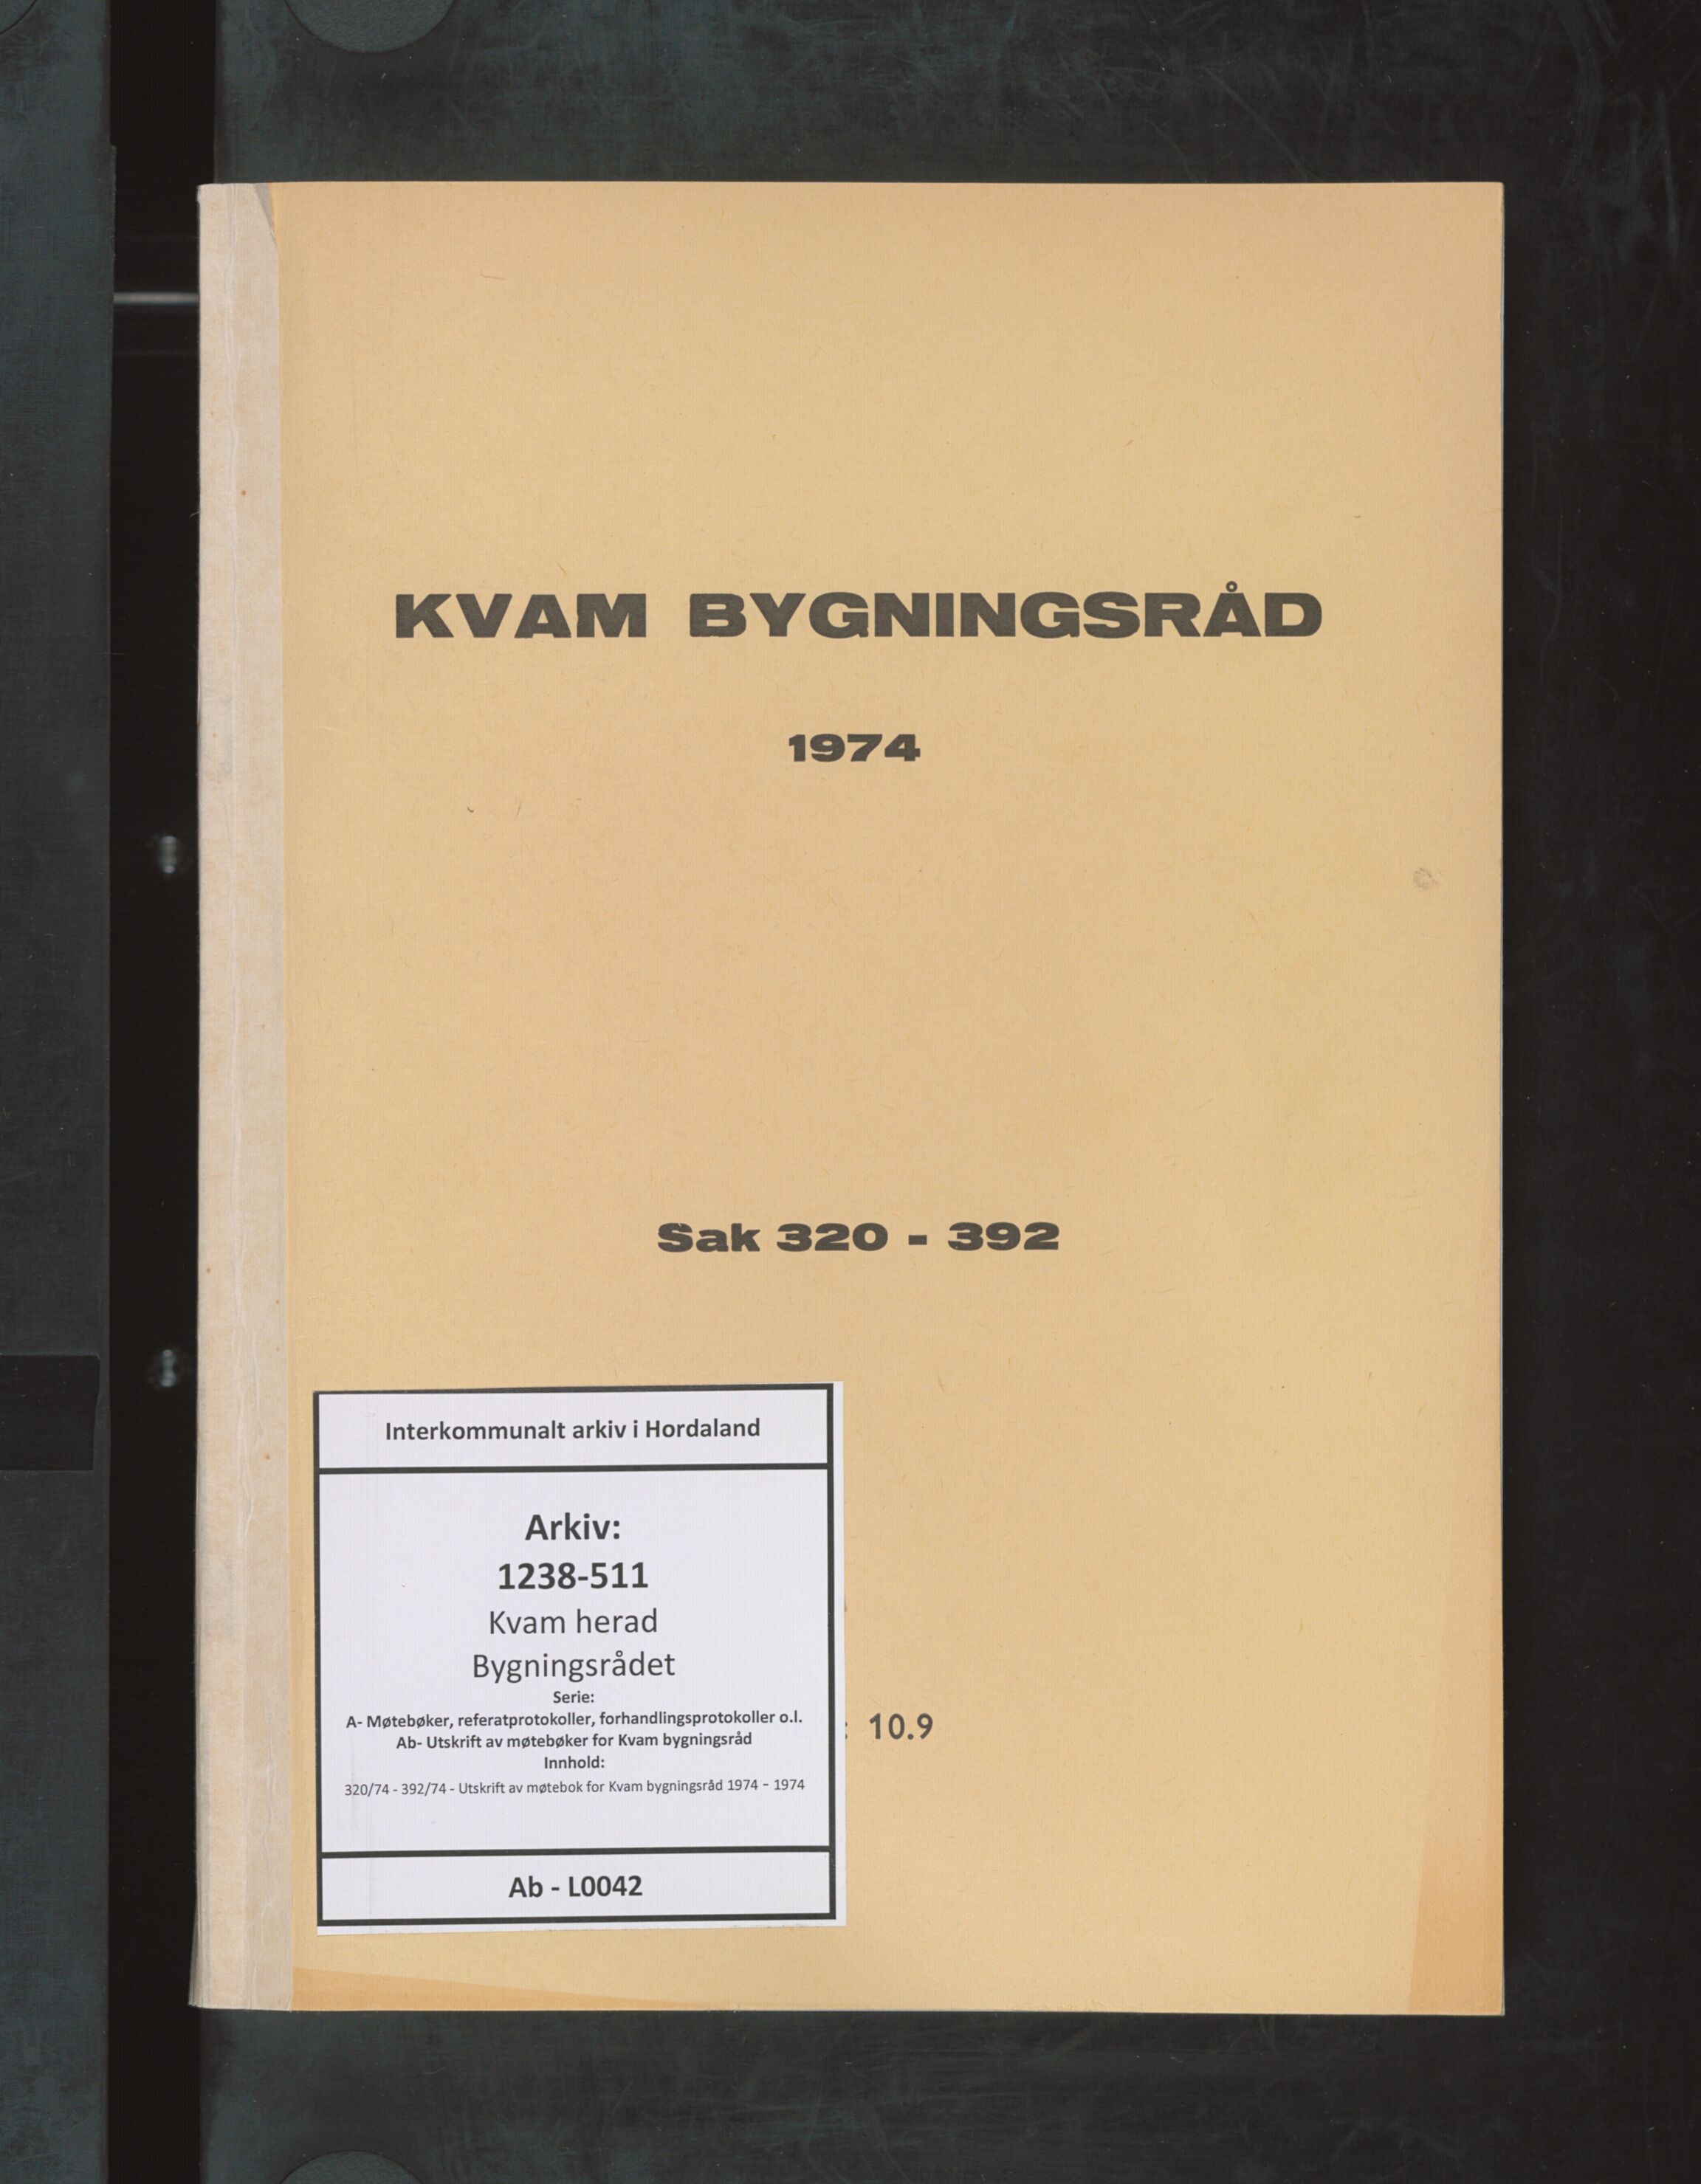 KVAM BYGNINGSRÅD
1974
Sak 320 - 392
Interkommunalt arkiv i Hordaland
Arkiv:
1238-511
Kvam herad
Bygningsrådet
Serie:
A- Møtebøker, referatprotokoller, forhandlingsprotokoller o.l.
Ab- Utskrift av møtebøker for Kvam bygningsråd
Innhold:
320/74 - 392/74 - Utskrift av møtebok for Kvam bygningsråd 1974 - 1974
Ab - L0042
: 10.9